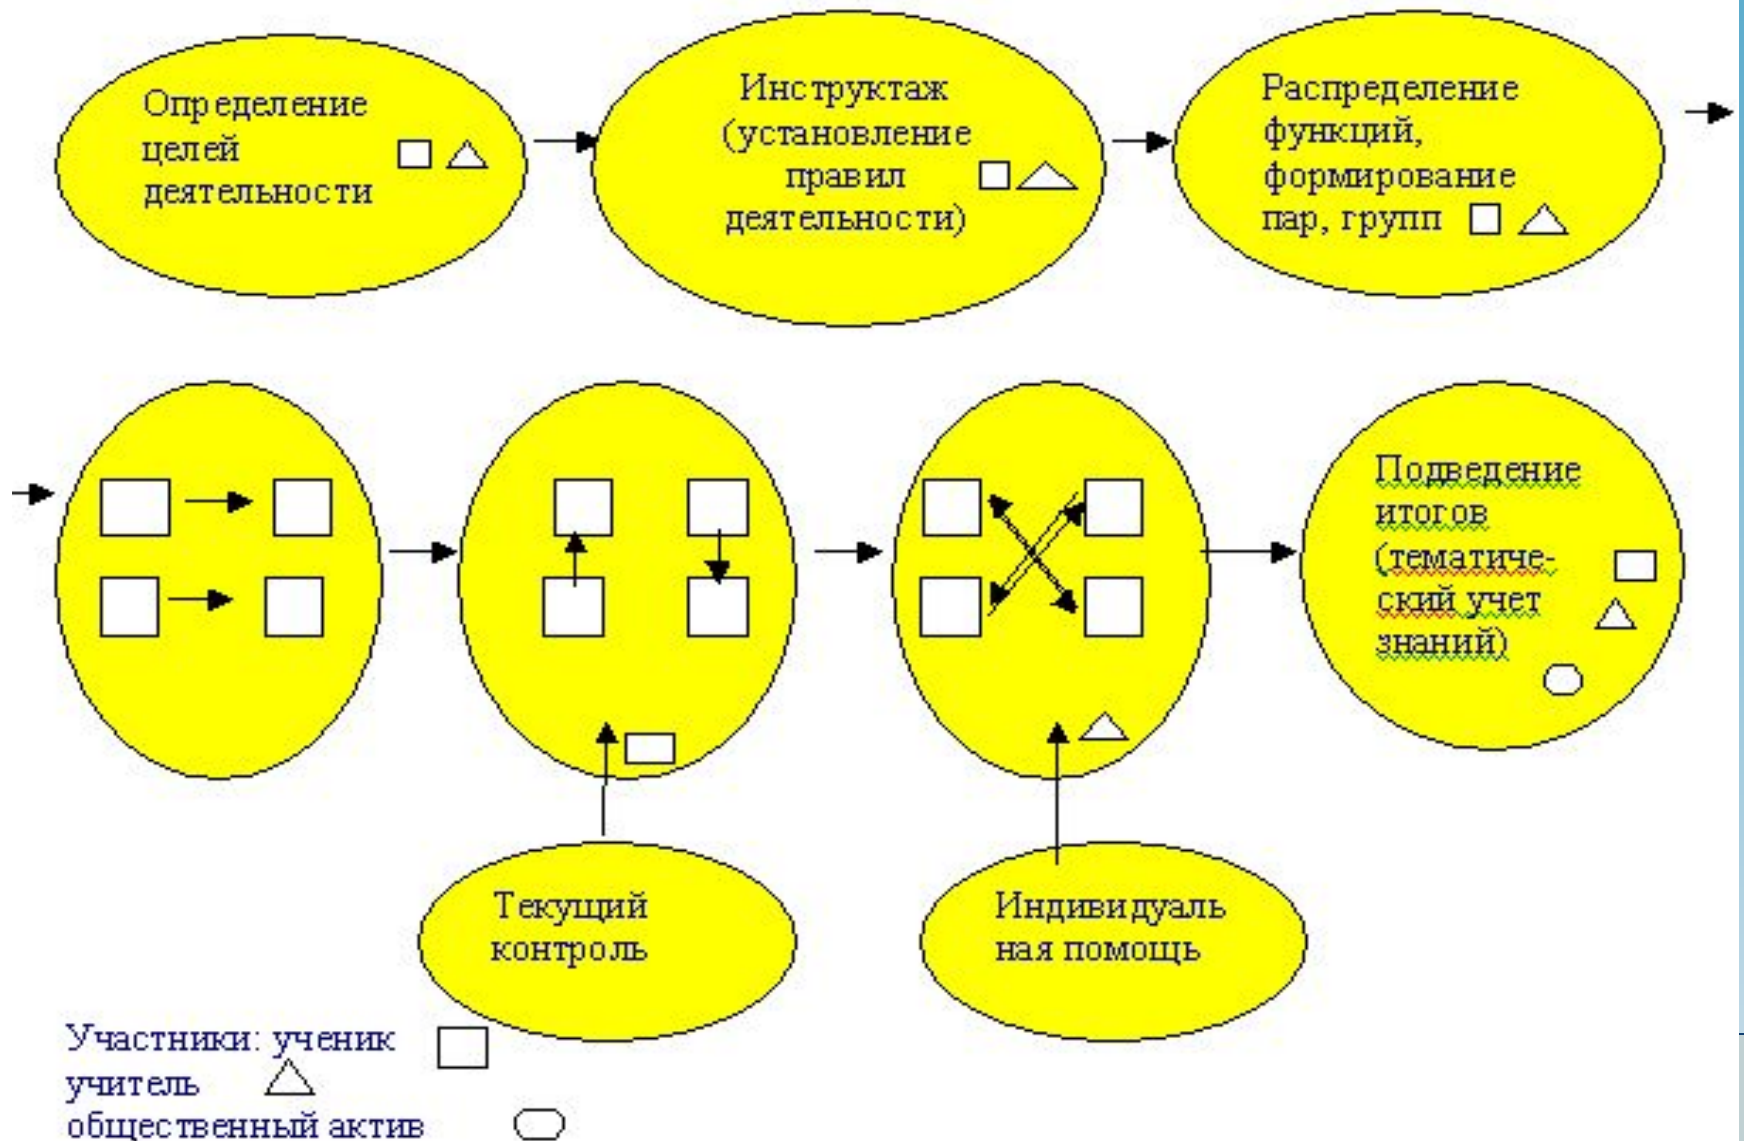 Определение
целей
деятельности
Инструктаж
(установление
правил
деятельности)
Распределение
функций,
формирование
пар, групп
Подведение
итогов
(тематиче-
ский учет
знаний)
Текущий
контроль
Индивидуаль
ная помощь
Участники: ученик
учитель
общественный актив